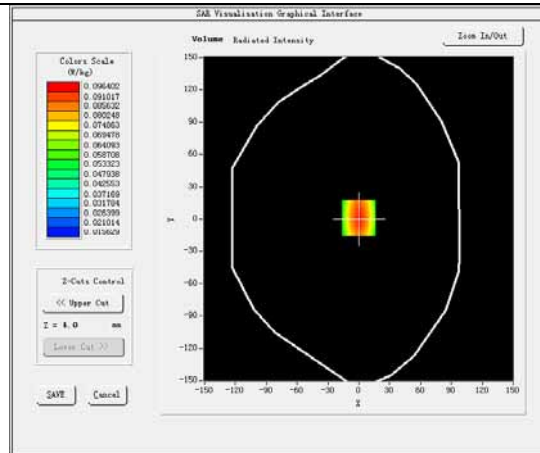 SAR Visualisation Graphical Interface
Volume Radiated Intensity
Zoom In/Out
Colors Scale
(W/kg)
0.096402
0.091017
0.085632
0.080248
0.074863
0.069478
0.064093
0.058708
0.053323
0.047938
0.042553
0.037169
0.031784
0.026399
0.021014
0.015629
Z-Cuts Control
<< Upper Cut
Z = 4.0 mm
Lower Cut >>
SAVE
Cancel
150
120
90
60
30
0
-30
-60
-90
-120
-150
Y
-150 -120 -90 -60 -30 0 30 60 90 120 150
X